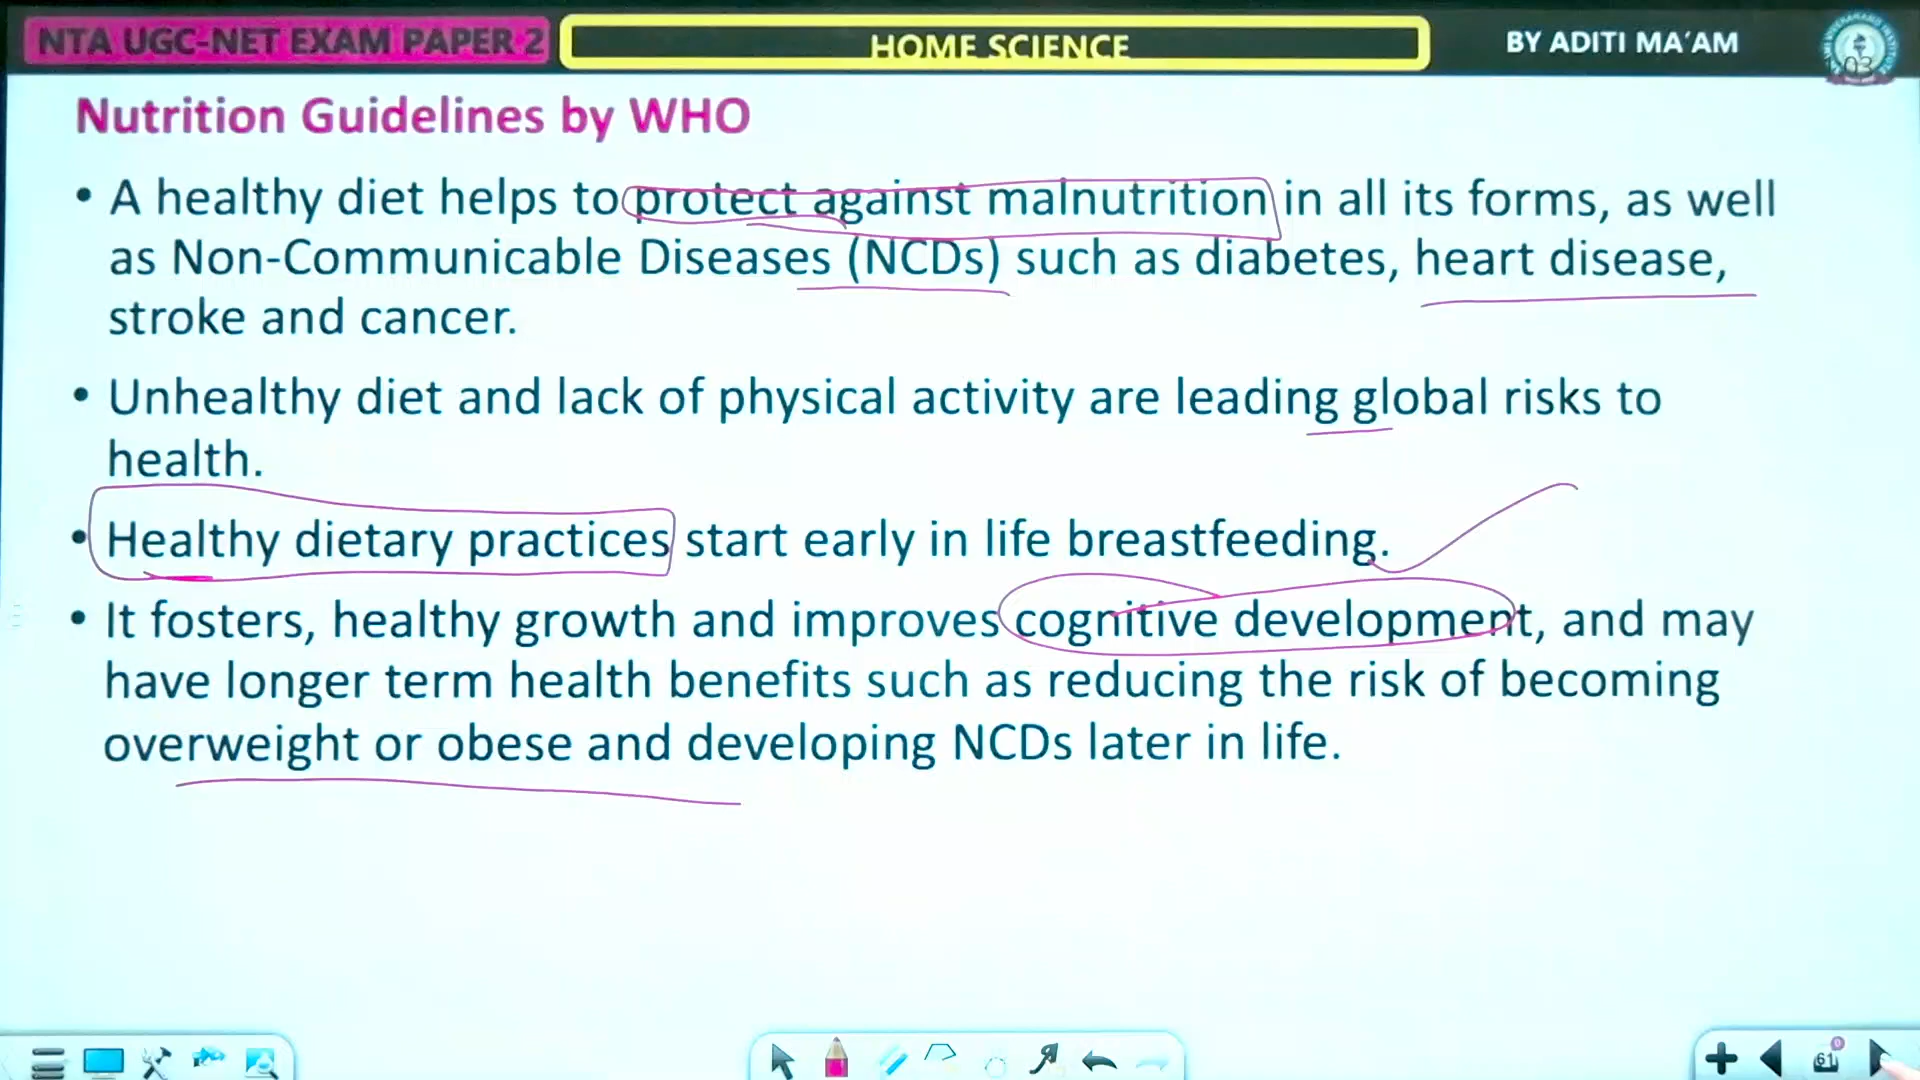 NTA UGC-NET EXAM PAPER 2
HOME SCIENCE
BY ADITI MA'AM
03
Nutrition Guidelines by WHO
• A healthy diet helps to protect against malnutrition in all its forms, as well
as Non-Communicable Diseases (NCDs) such as diabetes, heart disease,
stroke and cancer.
• Unhealthy diet and lack of physical activity are leading global risks to
health.
• Healthy dietary practices start early in life breastfeeding.
• It fosters, healthy growth and improves cognitive development, and may
have longer term health benefits such as reducing the risk of becoming
overweight or obese and developing NCDs later in life.
61
0